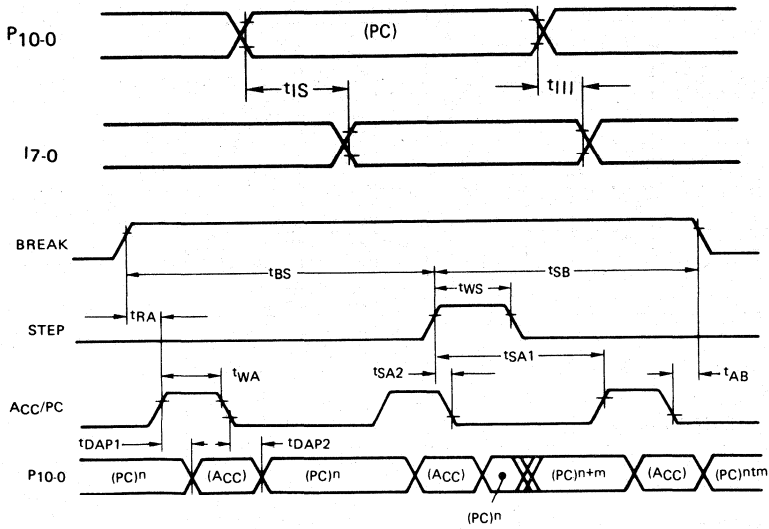 P10-0 (PC)
tIS tIII
I7-0
BREAK
tBS tSB
tWS
tRA
STEP
tWA tSA2 tSA1 tAB
ACC/PC
tDAP1 tDAP2
P10-0 (PC)n (ACC) (PC)n (ACC) (PC)n+m (ACC) (PC)ntm
(PC)n